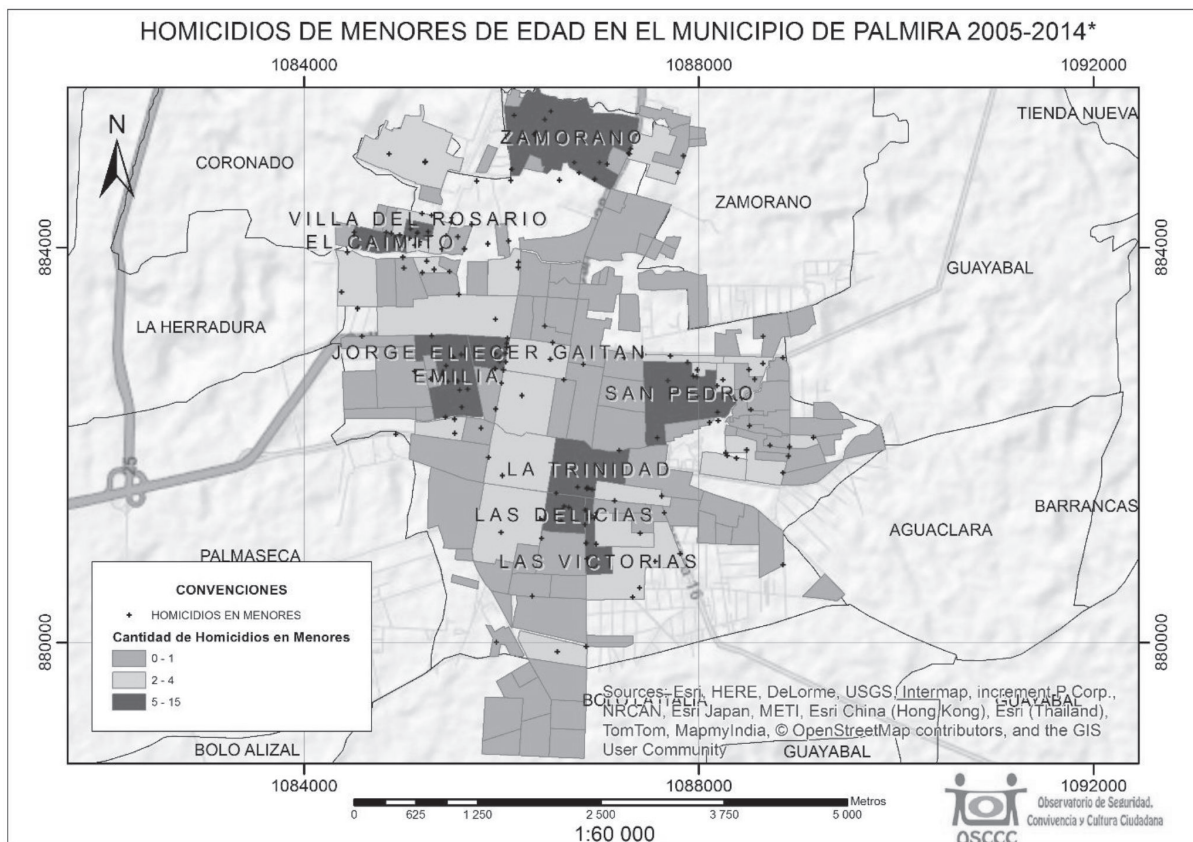 HOMICIDIOS DE MENORES DE EDAD EN EL MUNICIPIO DE PALMIRA 2005-2014*
1084000
1088000
1092000
N
TIENDA NUEVA
CORONADO
ZAMORANO
ZAMORANO
VILLA DEL ROSARIO
EL CAIMITO
884000
884000
GUAYABAL
LA HERRADURA
JORGE ELIECER GAITAN
EMILIA
SAN PEDRO
LA TRINIDAD
25
LAS DELICIAS
BARRANCAS
AGUACLARA
PALMASECA
LAS VICTORIAS
CONVENCIONES
HOMICIDIOS EN MENORES
Cantidad de Homicidios en Menores
0 - 1
2 - 4
5 - 15
880000
880000
BOLO LA ITALIA
GUAYABAL
Sources: Esri, HERE, DeLorme, USGS, Intermap, increment P Corp.,
NRCAN, Esri Japan, METI, Esri China (Hong Kong), Esri (Thailand),
TomTom, MapmyIndia, © OpenStreetMap contributors, and the GIS
User Community
BOLO ALIZAL
GUAYABAL
1084000
1088000
1092000
0 625 1 250 2 500 3 750 5 000 Metros
1:60 000
Observatorio de Seguridad,
Convivencia y Cultura Ciudadana
OSCCC